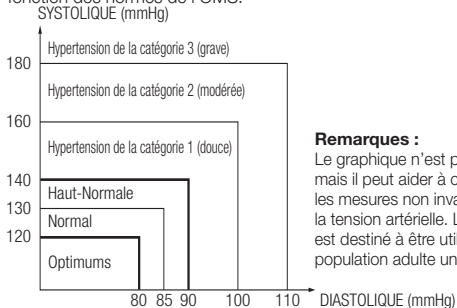 fonction des normes de l'OMS.
SYSTOLIQUE (mmHg)
Hypertension de la catégorie 3 (grave)
180
Hypertension de la catégorie 2 (modérée)
160
Hypertension de la catégorie 1 (douce)
140
Haut-Normale
130
Normal
120
Optimums
80 85 90 100 110 DIASTOLIQUE (mmHg)
Remarques :
Le graphique n'est
mais il peut aider à
les mesures non
la tension artérielle.
est destiné à être
population adulte